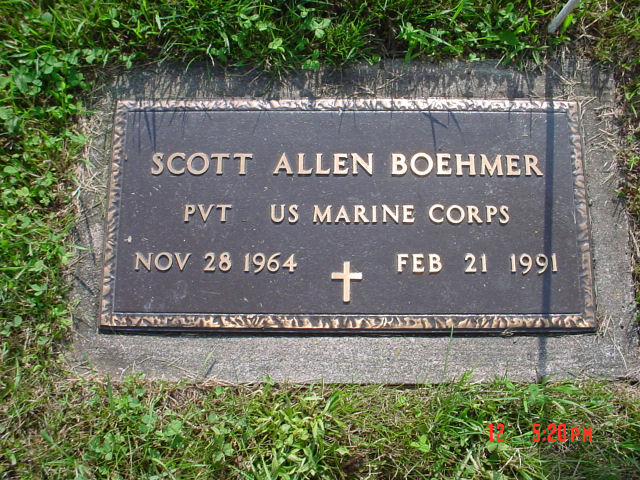 SCOTT ALLEN BOEHMER
PVT US MARINE CORPS
NOV 28 1964 FEB 21 1991
12 5:20PM